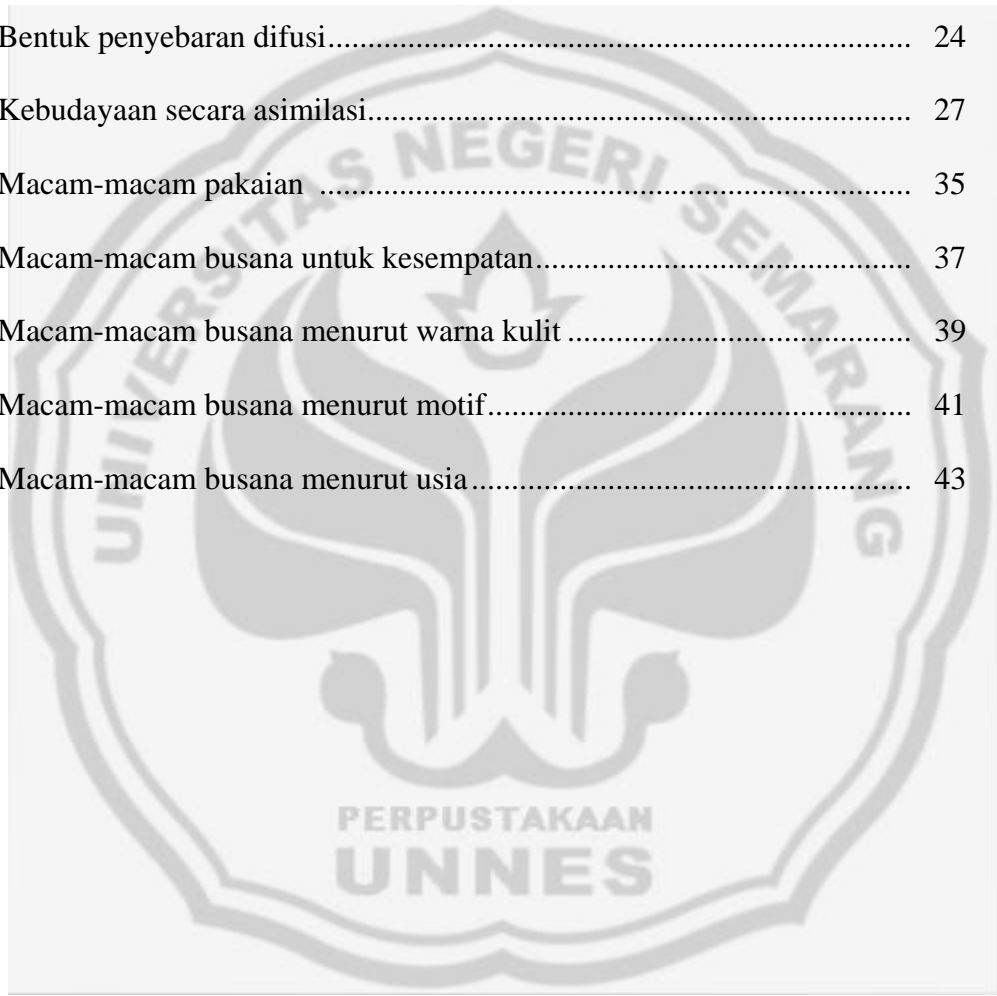 Bentuk penyebaran difusi.......................................................................... 24
Kebudayaan secara asimilasi..................................................................... 27
Macam-macam pakaian ........................................................................... 35
Macam-macam busana untuk kesempatan............................................... 37
Macam-macam busana menurut warna kulit ........................................... 39
Macam-macam busana menurut motif..................................................... 41
Macam-macam busana menurut usia........................................................ 43
UNIVERSITAS NEGERI SEMARANG
PERPUSTAKAAN
UNNES